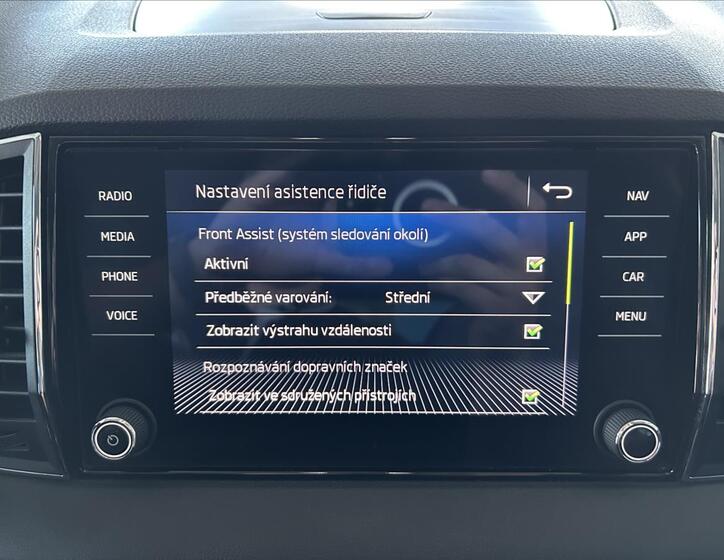 Nastavení asistence řidiče
RADIO
NAV
Front Assist (systém sledování okolí)
MEDIA
APP
Aktivní
PHONE
CAR
Předběžné varování: Střední
VOICE
MENU
Zobrazit výstrahu vzdálenosti
Rozpoznávání dopravních značek
Zobrazit ve sdružených přístrojích